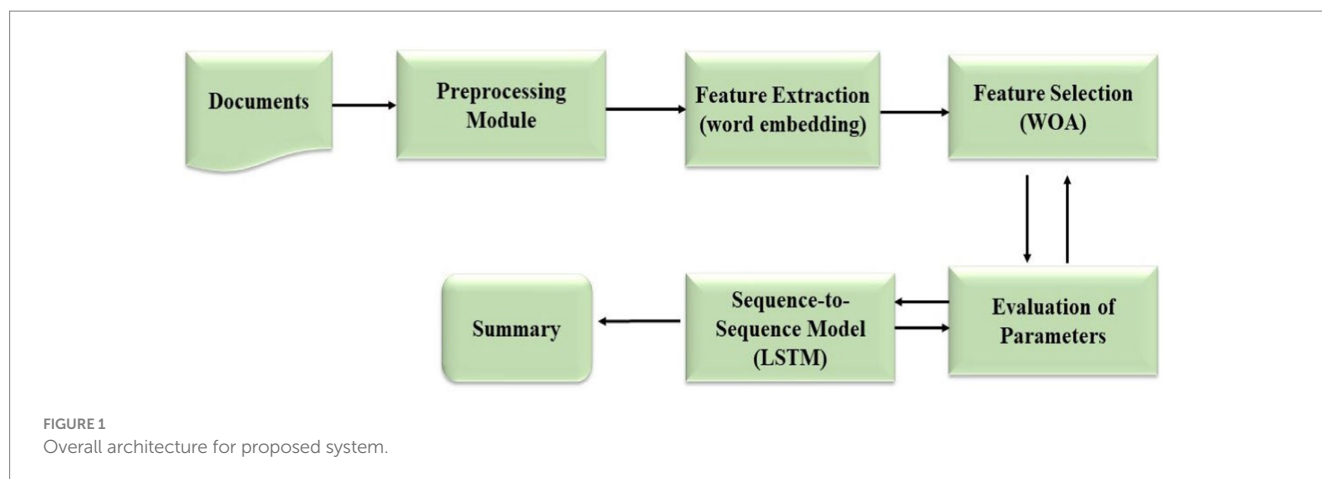 Documents
Preprocessing
Module
Feature Extraction
(word embedding)
Feature Selection
(WOA)
Summary
Sequence-to-
Sequence Model
(LSTM)
Evaluation of
Parameters
FIGURE 1
Overall architecture for proposed system.